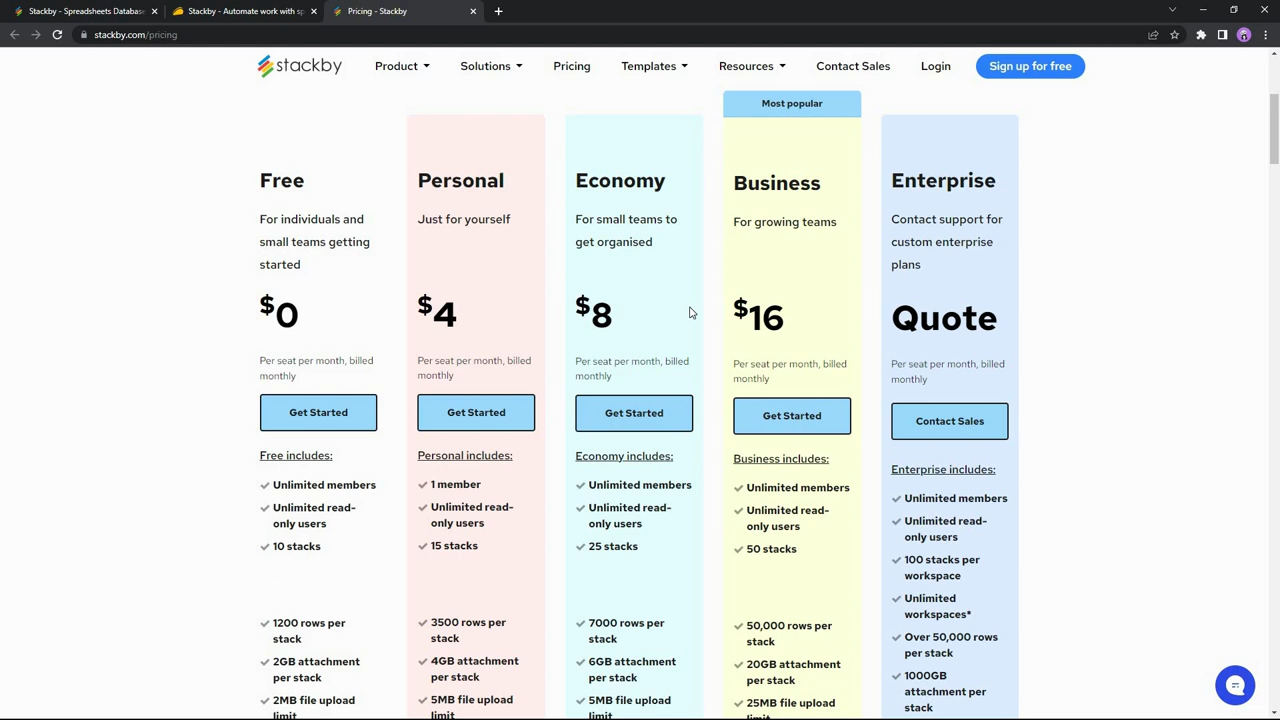 Stackby - Spreadsheets Databas
Stackby - Automate work with sp
Pricing - Stackby
stackby.com/pricing
stackby
Product
Solutions
Pricing
Templates
Resources
Contact Sales
Login
Sign up for free
Most popular
Free
For individuals and
small teams getting
started
$0
Per seat per month, billed
monthly
Get Started
Free includes:
Unlimited members
Unlimited read-
only users
10 stacks
1200 rows per
stack
2GB attachment
per stack
2MB file upload
limit
Personal
Just for yourself
$4
Per seat per month, billed
monthly
Get Started
Personal includes:
1 member
Unlimited read-
only users
15 stacks
3500 rows per
stack
4GB attachment
per stack
5MB file upload
limit
Economy
For small teams to
get organised
$8
Per seat per month, billed
monthly
Get Started
Economy includes:
Unlimited members
Unlimited read-
only users
25 stacks
7000 rows per
stack
6GB attachment
per stack
5MB file upload
limit
Business
For growing teams
$16
Per seat per month, billed
monthly
Get Started
Business includes:
Unlimited members
Unlimited read-
only users
50 stacks
50,000 rows per
stack
20GB attachment
per stack
25MB file upload
limit
Enterprise
Contact support for
custom enterprise
plans
Quote
Per seat per month, billed
monthly
Contact Sales
Enterprise includes:
Unlimited members
Unlimited read-
only users
100 stacks per
workspace
Unlimited
workspaces*
Over 50,000 rows
per stack
1000GB
attachment per
stack